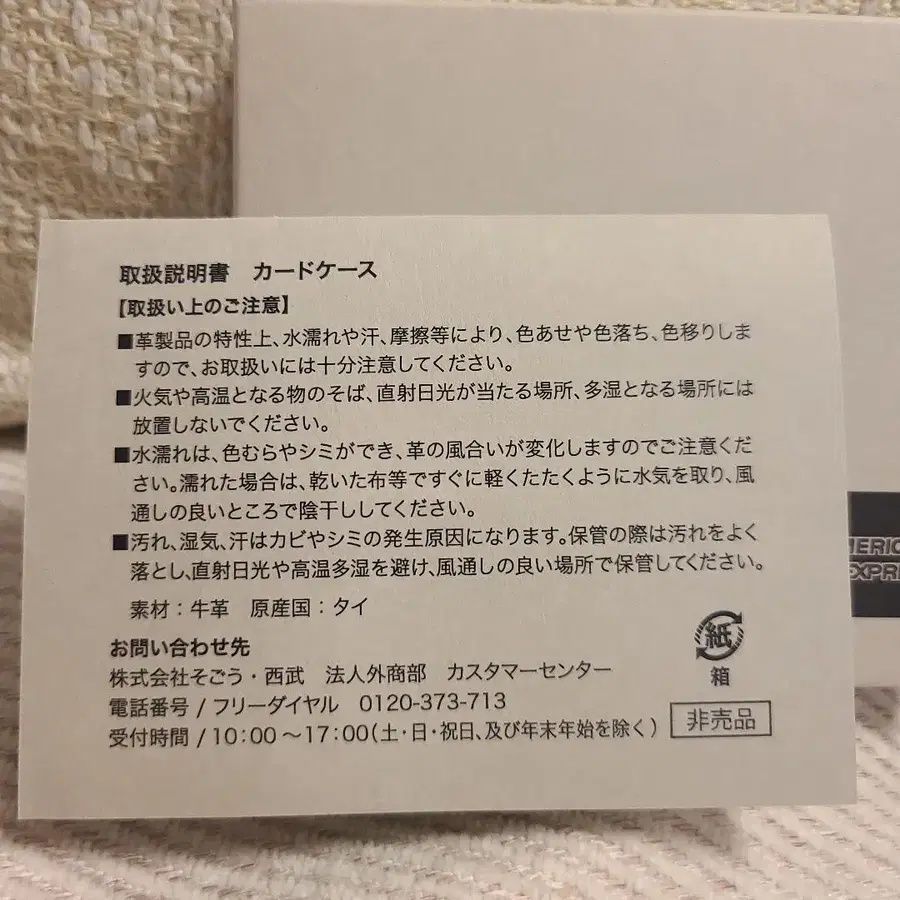 取扱説明書　カードケース
【取扱い上のご注意】
■革製品の特性上、水濡れや汗、摩擦等により、色あせや色落ち、色移りしま
すので、お取扱いには十分注意してください。
■火気や高温となる物のそば、直射日光が当たる場所、多湿となる場所には
放置しないでください。
■水濡れは、色むらやシミができ、革の風合いが変化しますのでご注意くだ
さい。濡れた場合は、乾いた布等ですぐに軽くたたくように水気を取り、風
通しの良いところで陰干ししてください。
■汚れ、湿気、汗はカビやシミの発生原因になります。保管の際は汚れをよく
落とし、直射日光や高温多湿を避け、風通しの良い場所で保管してください。
素材：牛革　原産国：タイ
お問い合わせ先
株式会社そごう・西武　法人外商部　カスタマーセンター
電話番号 / フリーダイヤル　0120-373-713
受付時間 / 10：00 〜17：00（土・日・祝日、及び年末年始を除く）
紙
箱
非売品